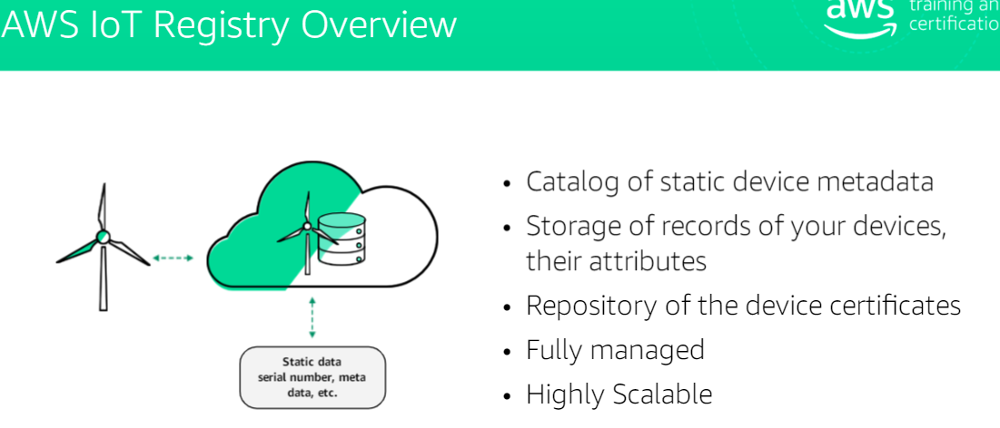 AWS IoT Registry Overview
aws
training an
certificatio
• Catalog of static device metadata
• Storage of records of your devices,
their attributes
• Repository of the device certificates
• Fully managed
• Highly Scalable
Static data
serial number, meta
data, etc.